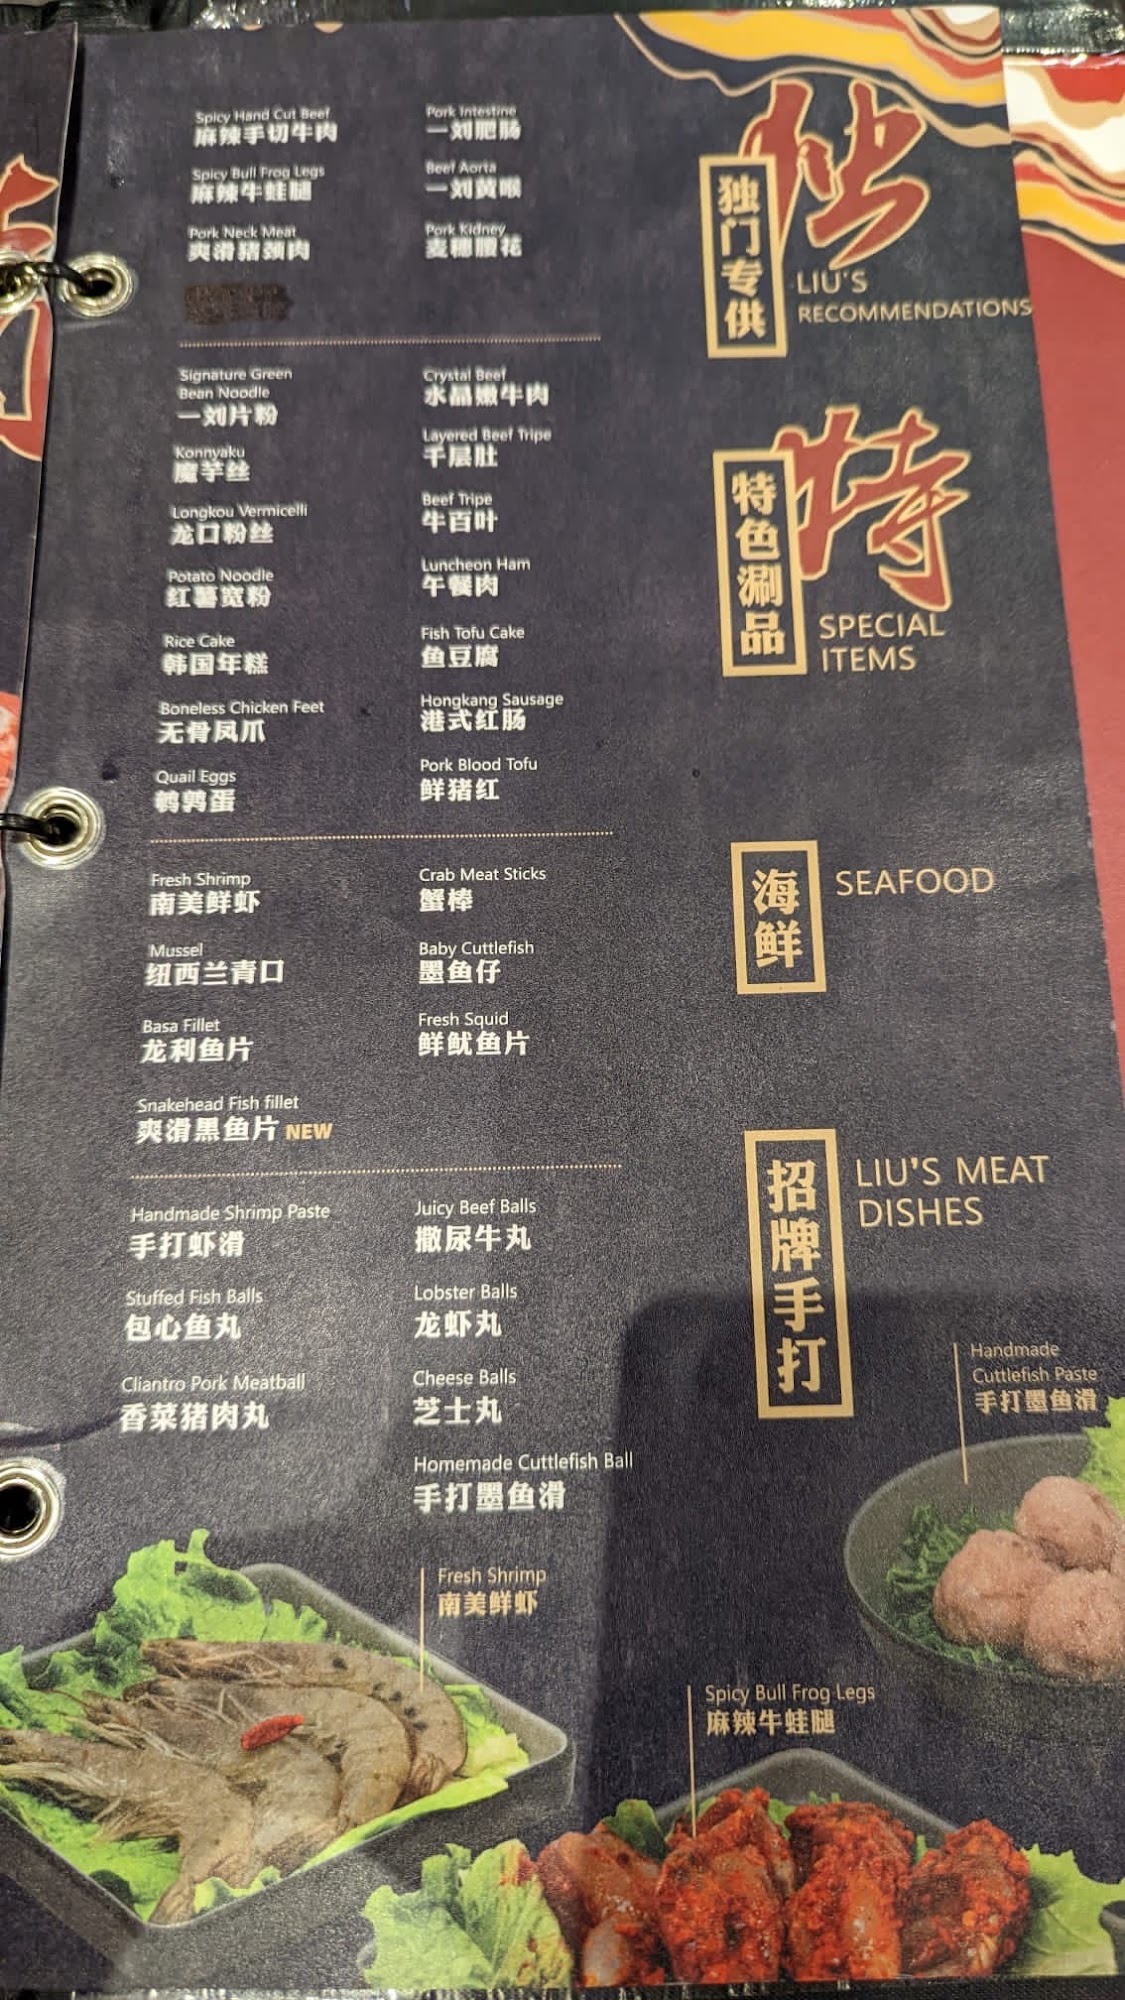 Spicy Hand Cut Beef
麻辣手切牛肉
Pork Intestine
一刘肥肠
Spicy Bull Frog Legs
麻辣牛蛙腿
Beef Aorta
一刘黄喉
Pork Neck Meat
爽滑猪颈肉
Pork Kidney
麦穗腰花
独
独门专供
LIU'S
RECOMMENDATIONS
Signature Green
Bean Noodle
一刘片粉
Crystal Beef
水晶嫩牛肉
Konnyaku
魔芋丝
Layered Beef Tripe
千层肚
Longkou Vermicelli
龙口粉丝
Beef Tripe
牛百叶
Potato Noodle
红薯宽粉
Luncheon Ham
午餐肉
Rice Cake
韩国年糕
Fish Tofu Cake
鱼豆腐
Boneless Chicken Feet
无骨凤爪
Hongkang Sausage
港式红肠
Quail Eggs
鹌鹑蛋
Pork Blood Tofu
鲜猪红
特
特色涮品
SPECIAL
ITEMS
Fresh Shrimp
南美鲜虾
Crab Meat Sticks
蟹棒
Mussel
纽西兰青口
Baby Cuttlefish
墨鱼仔
Basa Fillet
龙利鱼片
Fresh Squid
鲜鱿鱼片
Snakehead Fish fillet
爽滑黑鱼片 NEW
海鲜
SEAFOOD
Handmade Shrimp Paste
手打虾滑
Juicy Beef Balls
撒尿牛丸
Stuffed Fish Balls
包心鱼丸
Lobster Balls
龙虾丸
Cliantro Pork Meatball
香菜猪肉丸
Cheese Balls
芝士丸
Homemade Cuttlefish Ball
手打墨鱼滑
招牌手打
LIU'S MEAT
DISHES
Handmade
Cuttlefish Paste
手打墨鱼滑
Fresh Shrimp
南美鲜虾
Spicy Bull Frog Legs
麻辣牛蛙腿